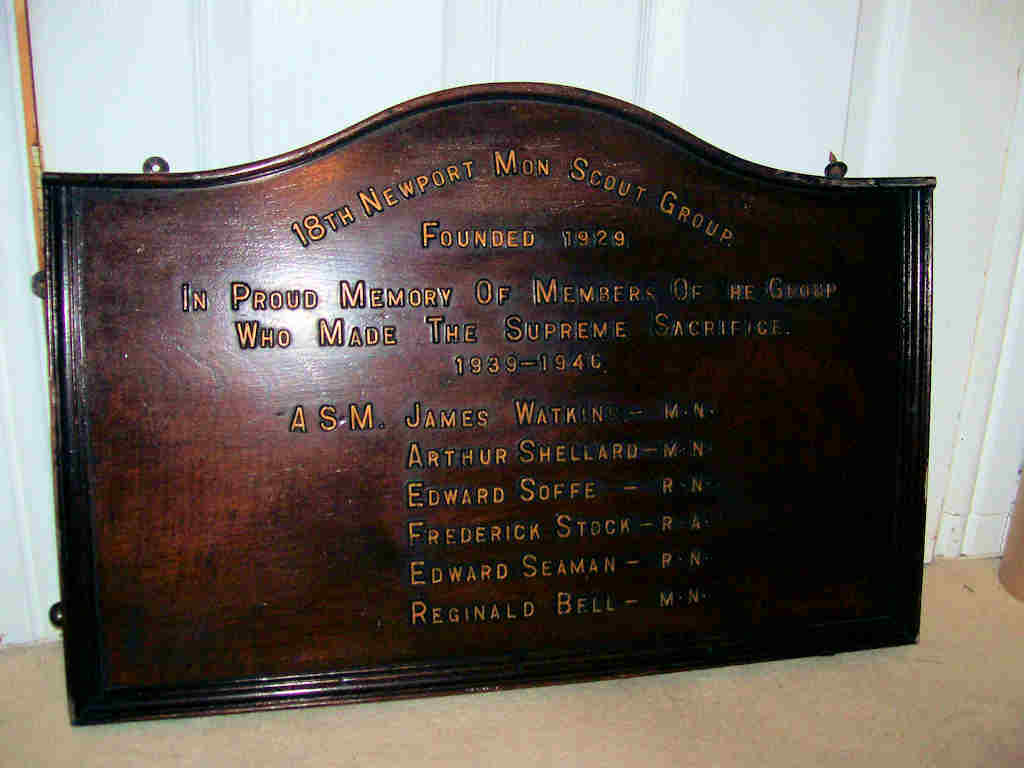 18TH NEWPORT MON SCOUT GROUP.
FOUNDED 1929.
IN PROUD MEMORY OF MEMBERS OF THE GROUP
WHO MADE THE SUPREME SACRIFICE.
1939-1946.
A.S.M. JAMES WATKINS - M.N.
ARTHUR SHELLARD - M.N.
EDWARD SOFFE - R.N.
FREDERICK STOCK - R.A.
EDWARD SEAMAN - R.N.
REGINALD BELL - M.N.